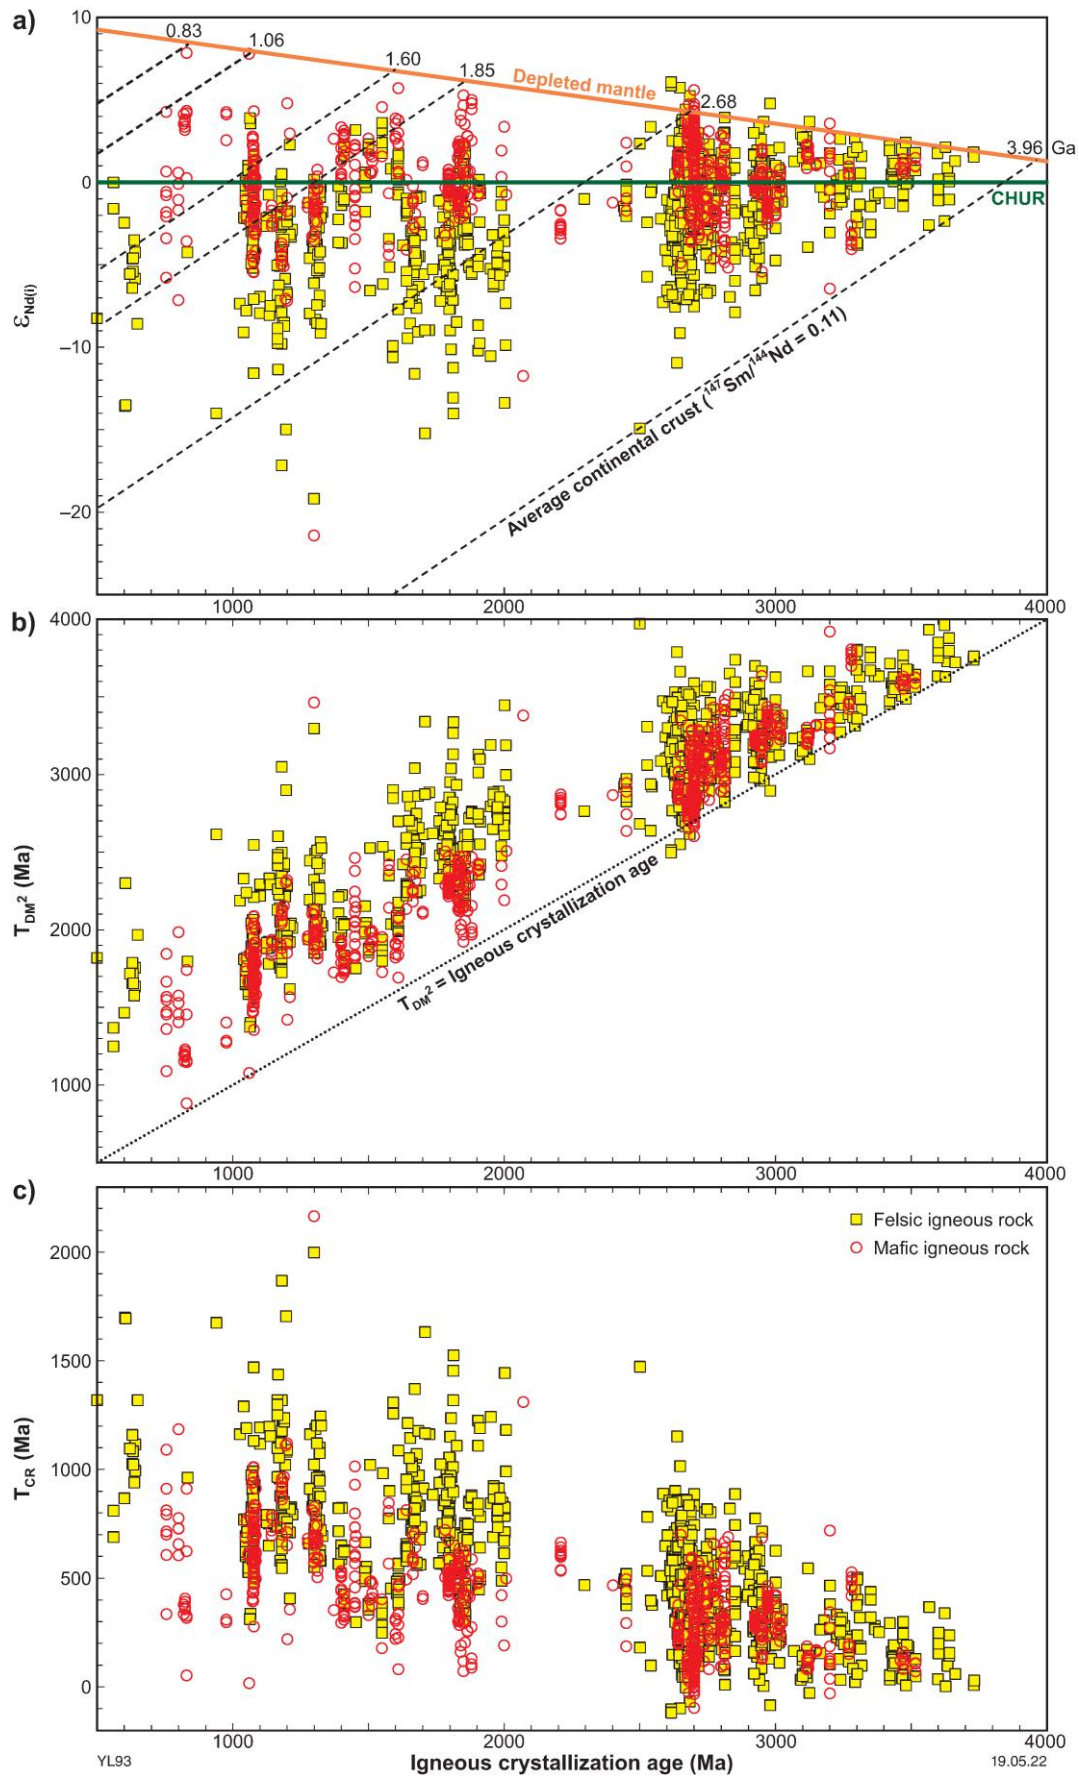 a)
10
0
–10
–20
εNd(i)
0.83
1.06
1.60
1.85
Depleted mantle
2.68
3.96 Ga
CHUR
Average continental crust (¹⁴⁷Sm/¹⁴⁴Nd = 0.11)
1000 2000 3000 4000
b)
4000
3000
2000
1000
TDM² (Ma)
TDM² = Igneous crystallization age
1000 2000 3000 4000
c)
2000
1500
1000
500
0
TCR (Ma)
Felsic igneous rock
Mafic igneous rock
1000 2000 3000 4000
YL93
Igneous crystallization age (Ma)
19.05.22